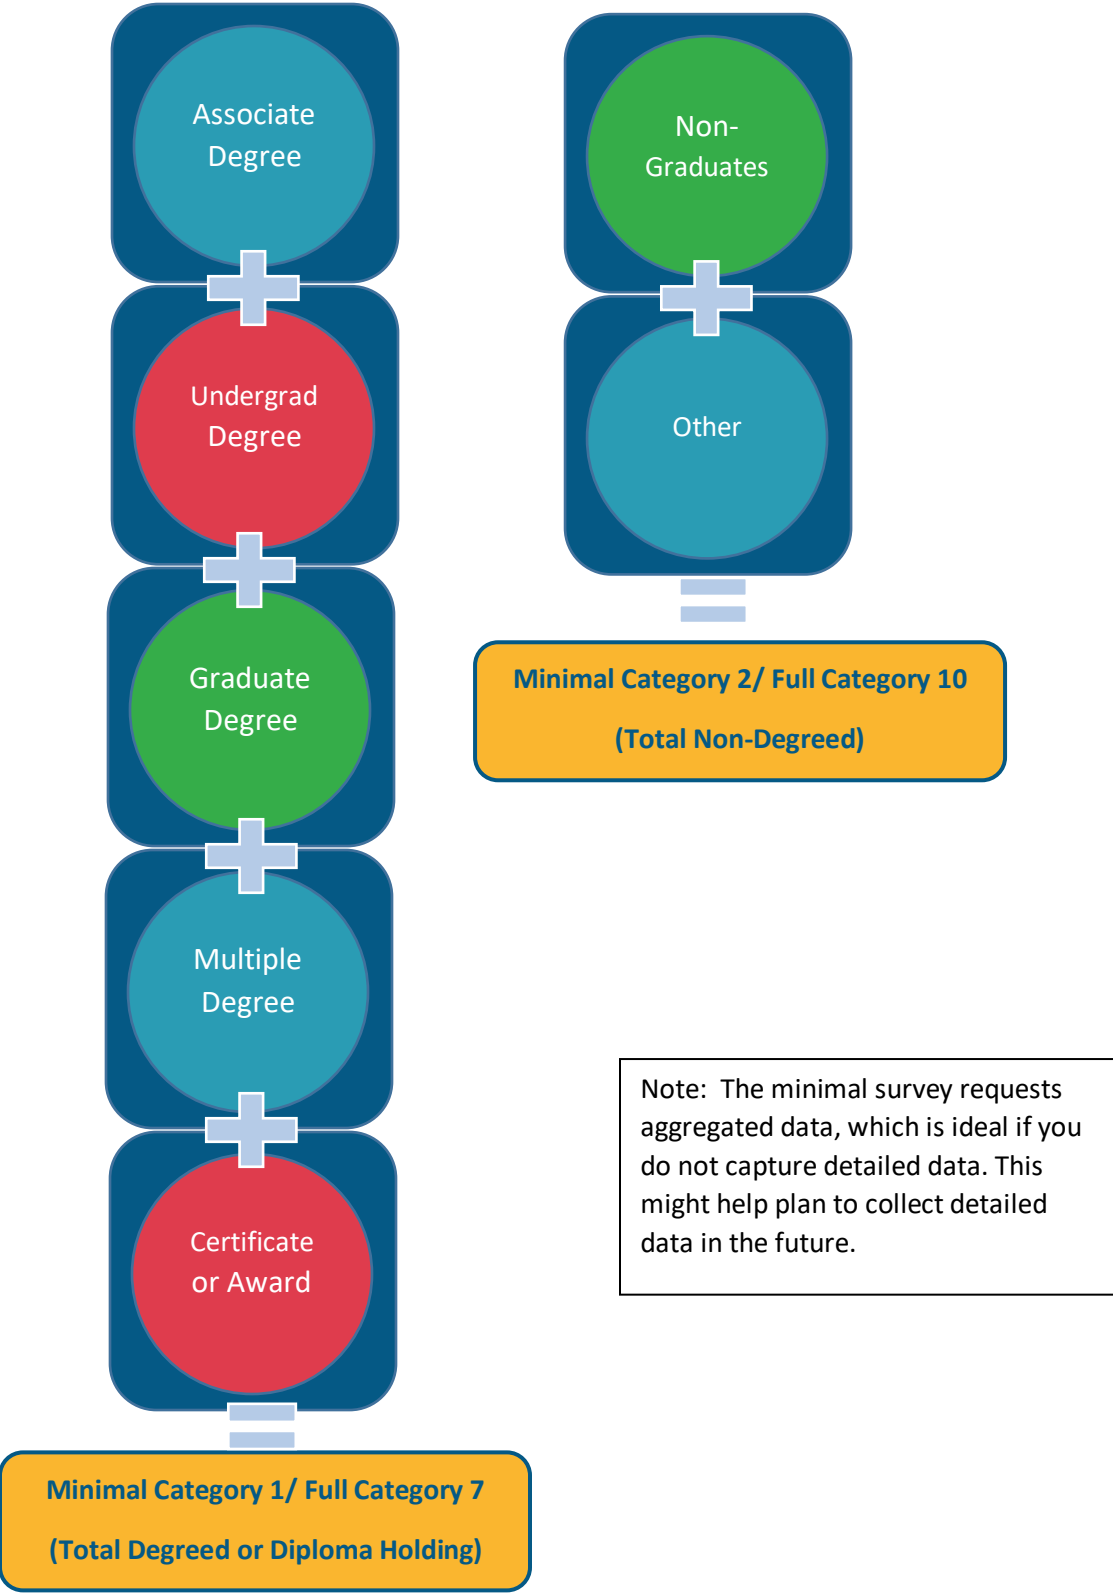 Associate
Degree
Undergrad
Degree
Graduate
Degree
Multiple
Degree
Certificate
or Award
Minimal Category 1/ Full Category 7
(Total Degreed or Diploma Holding)
Non-
Graduates
Other
Minimal Category 2/ Full Category 10
(Total Non-Degreed)
Note:  The minimal survey requests
aggregated data, which is ideal if you
do not capture detailed data. This
might help plan to collect detailed
data in the future.